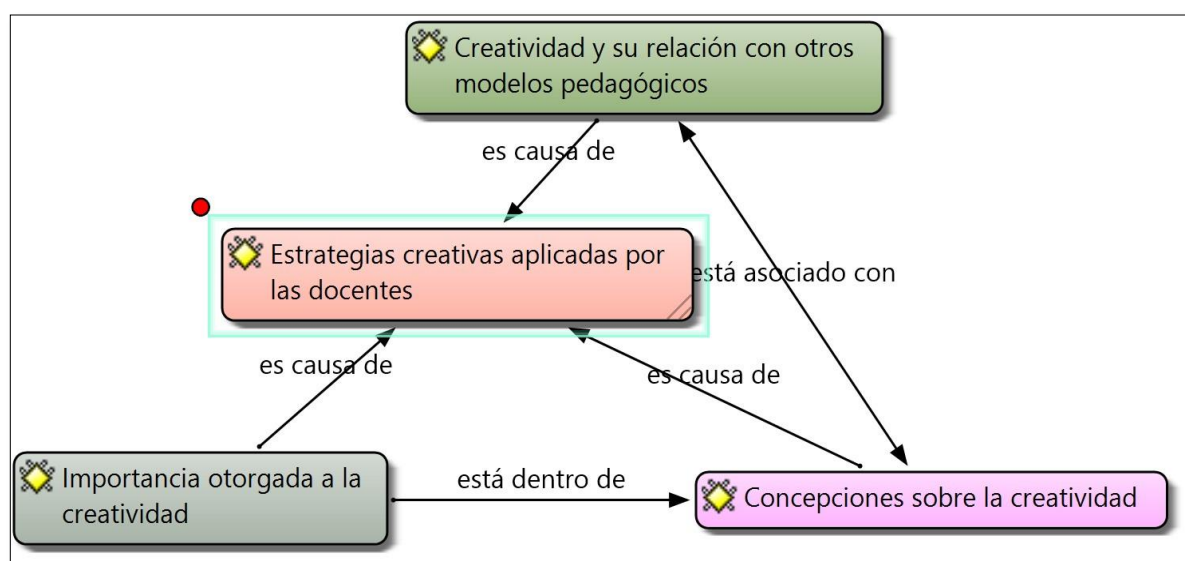 Creatividad y su relación con otros
modelos pedagógicos
es causa de
Estrategias creativas aplicadas por
las docentes
está asociado con
es causa de
es causa de
Importancia otorgada a la
creatividad
está dentro de
Concepciones sobre la creatividad